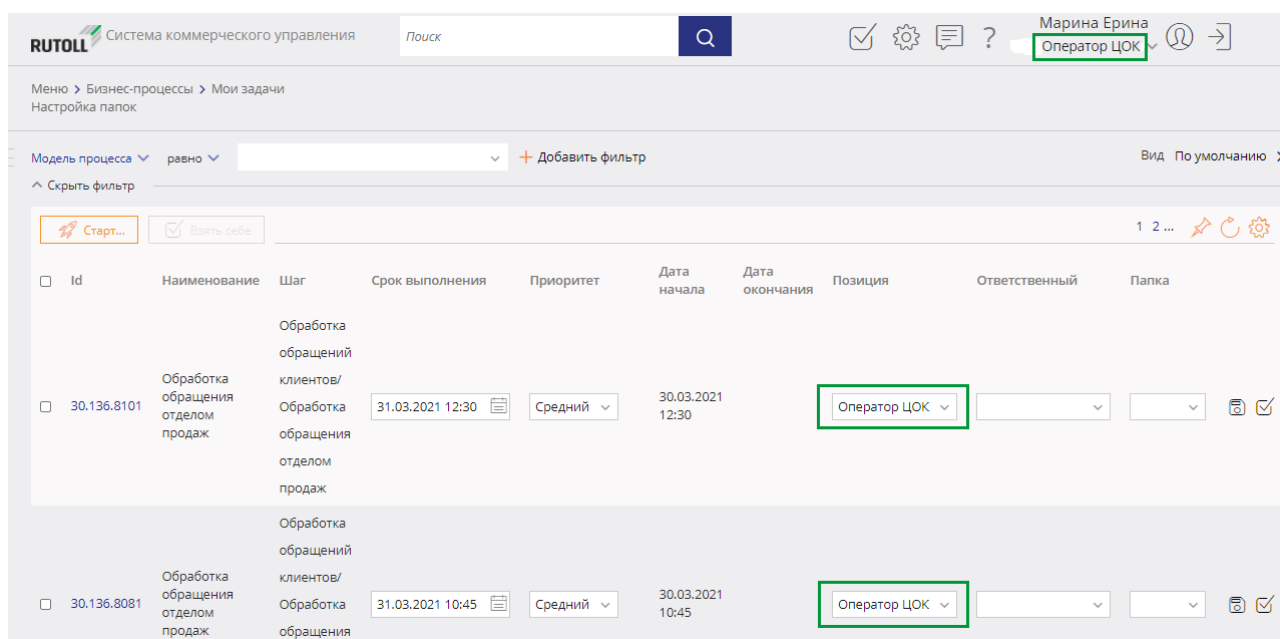 RUTOLL Система коммерческого управления Поиск ? Марина Ерина
Оператор ЦОК
Меню > Бизнес-процессы > Мои задачи
Настройка папок
Модель процесса равно + Добавить фильтр Вид По умолчанию
Скрыть фильтр
Старт... Взять себе 1 2 ...
Id Наименование Шаг Срок выполнения Приоритет Дата начала Дата окончания Позиция Ответственный Папка
30.136.8101
Обработка
обращения
отделом
продаж
Обработка
обращений
клиентов/
Обработка
обращения
отделом
продаж
31.03.2021 12:30 Средний
30.03.2021
12:30
Оператор ЦОК
30.136.8081
Обработка
обращения
отделом
продаж
Обработка
обращений
клиентов/
Обработка
обращения
31.03.2021 10:45 Средний
30.03.2021
10:45
Оператор ЦОК